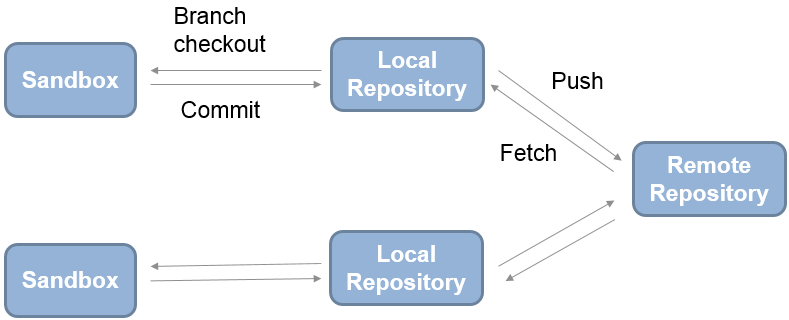 Branch
checkout
Sandbox
Local
Repository
Commit
Push
Fetch
Remote
Repository
Sandbox
Local
Repository